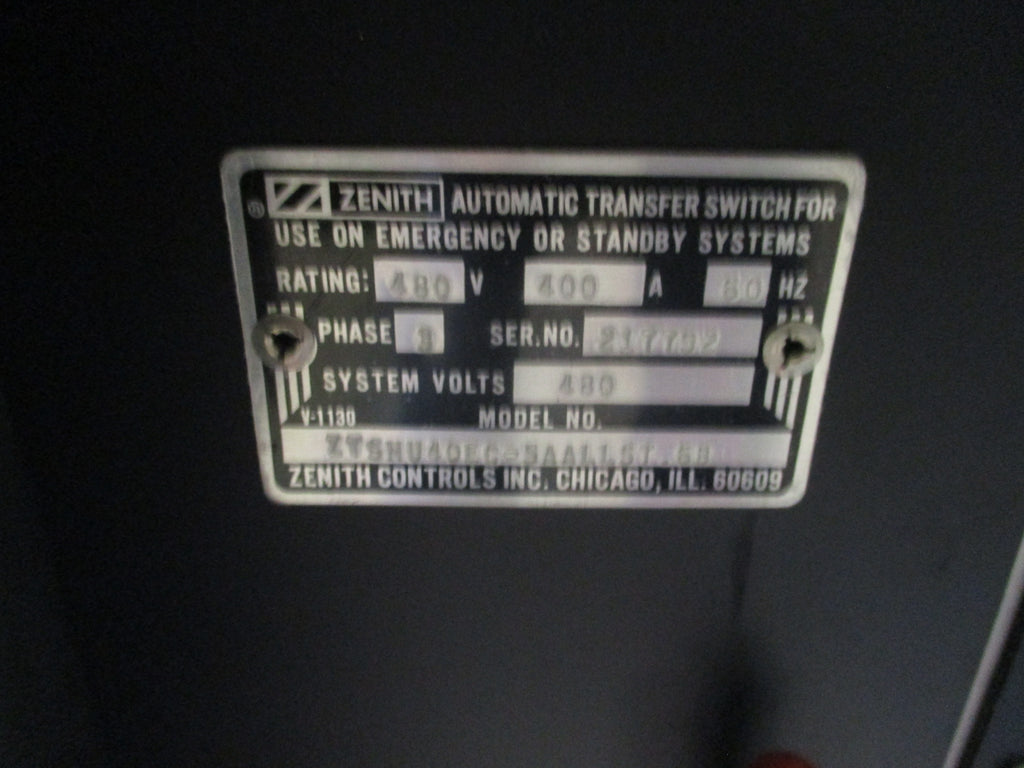 ® ZENITH AUTOMATIC TRANSFER SWITCH FOR
USE ON EMERGENCY OR STANDBY SYSTEMS
RATING: 480 V 400 A 60 HZ
PHASE 3 SER.NO.
SYSTEM VOLTS 480
V-1130 MODEL NO.
ZENITH CONTROLS INC. CHICAGO, ILL. 60609